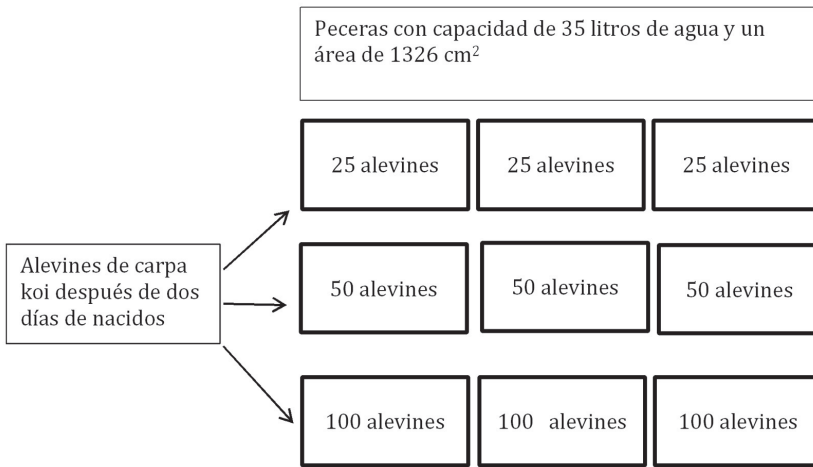 Peceras con capacidad de 35 litros de agua y un
área de 1326 cm²
25 alevines
25 alevines
25 alevines
Alevines de carpa
koi después de dos
días de nacidos
50 alevines
50 alevines
50 alevines
100 alevines
100 alevines
100 alevines